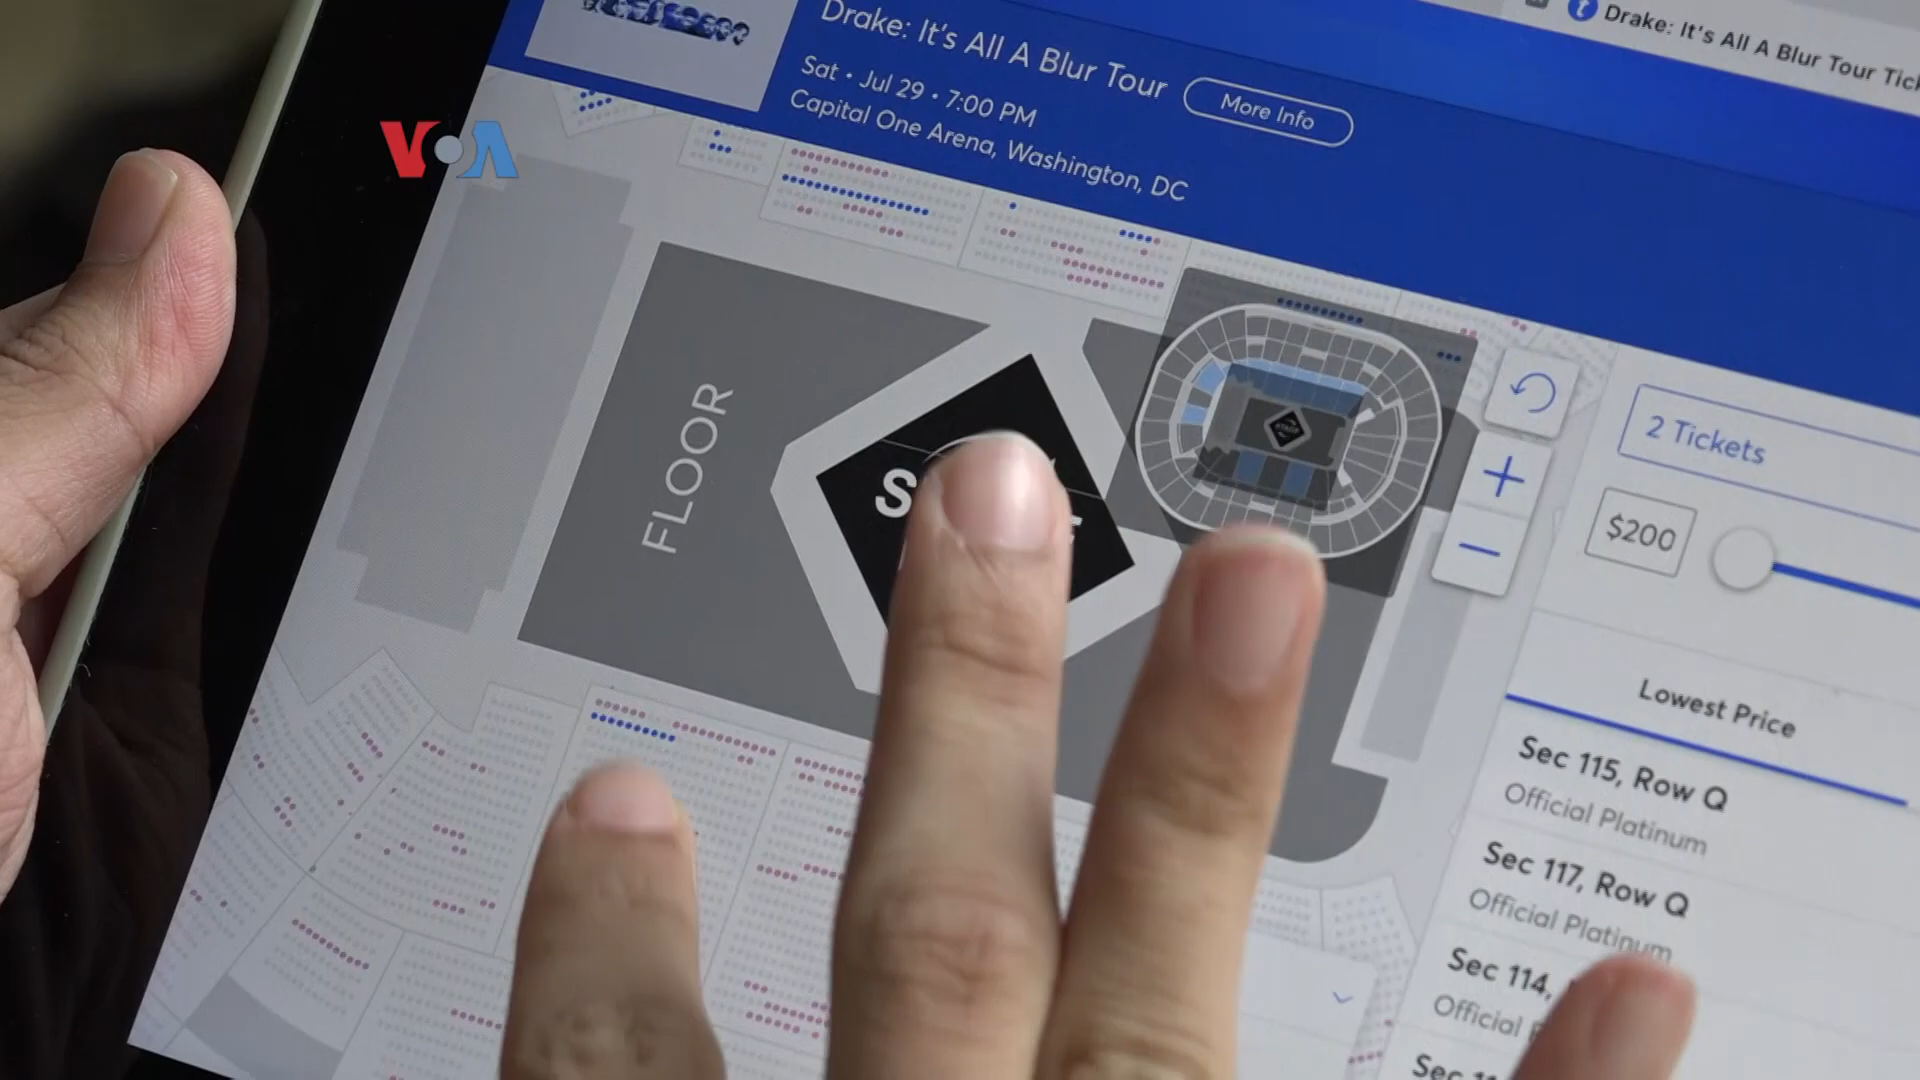 Drake: It's All A Blur Tour
Drake: It's All A Blur Tour
More Info
Sat • Jul 29 • 7:00 PM
Capital One Arena, Washington, DC
VOA
FLOOR
2 Tickets
$200
Lowest Price
Sec 115, Row Q
Official Platinum
Sec 117, Row Q
Official Platinum
Sec 114,
Official
Sec